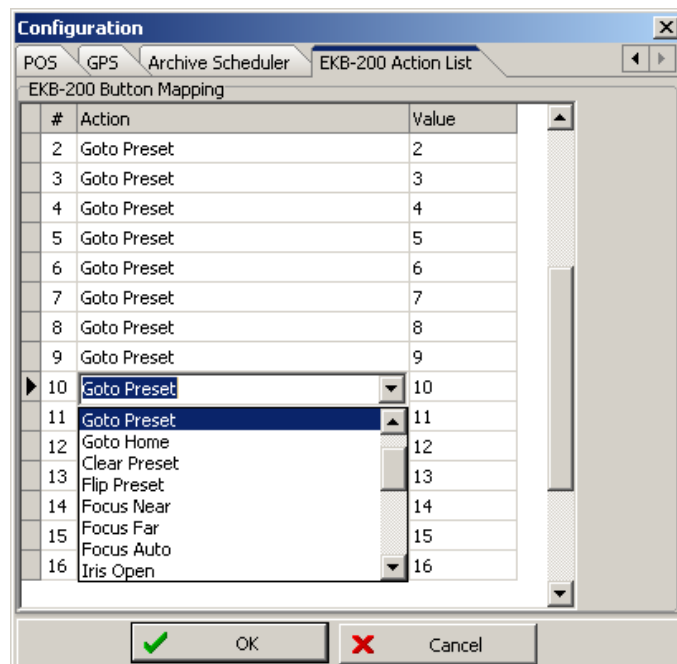 Configuration
POS GPS Archive Scheduler EKB-200 Action List
EKB-200 Button Mapping
# Action Value
2 Goto Preset 2
3 Goto Preset 3
4 Goto Preset 4
5 Goto Preset 5
6 Goto Preset 6
7 Goto Preset 7
8 Goto Preset 8
9 Goto Preset 9
10 Goto Preset 10
11 Goto Preset 11
12 Goto Home 12
Clear Preset
13 Flip Preset 13
14 Focus Near 14
15 Focus Far 15
Focus Auto
16 Iris Open 16
OK Cancel